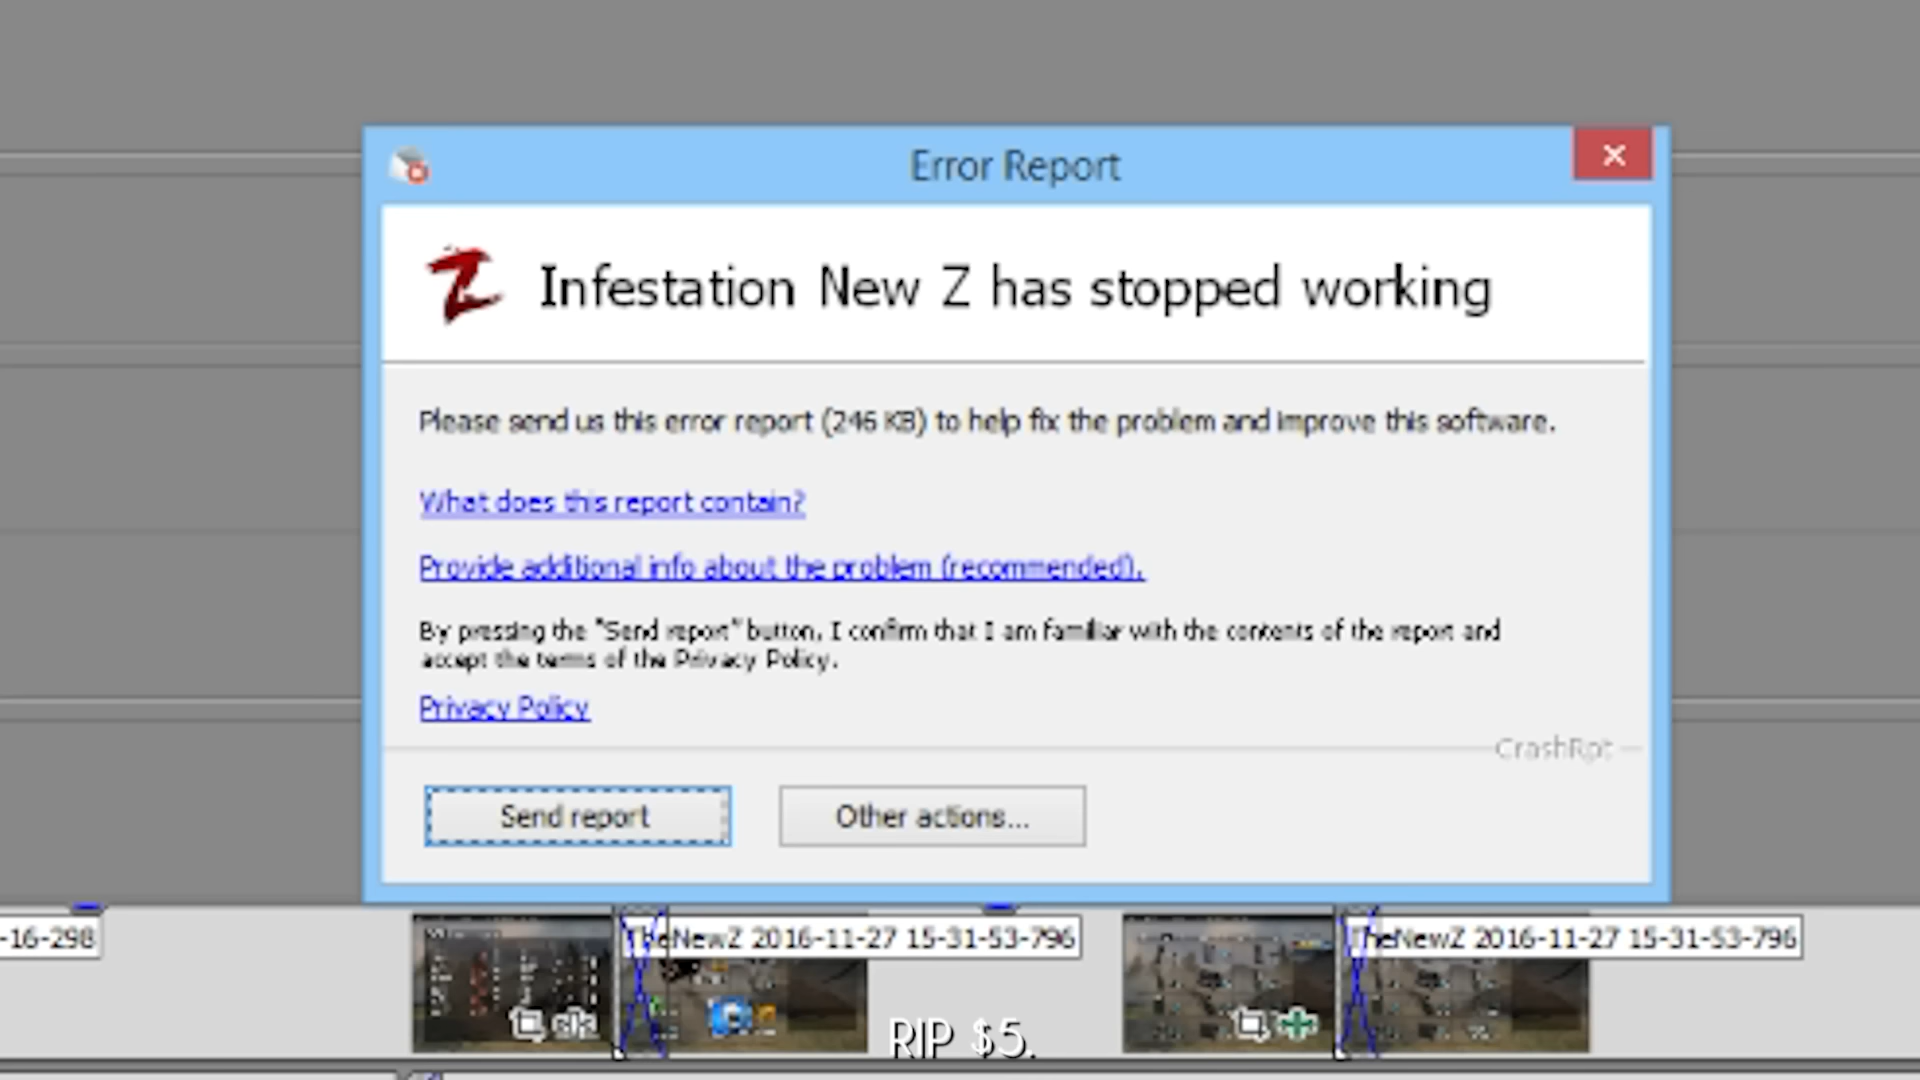 Error Report
Infestation New Z has stopped working
Please send us this error report (246 KB) to help fix the problem and improve this software.
What does this report contain?
Provide additional info about the problem (recommended).
By pressing the "Send report" button, I confirm that I am familiar with the contents of the report and
accept the terms of the Privacy Policy.
Privacy Policy
CrashRpt
Send report
Other actions...
-16-298
TheNewZ 2016-11-27 15-31-53-796
TheNewZ 2016-11-27 15-31-53-796
RIP $5.